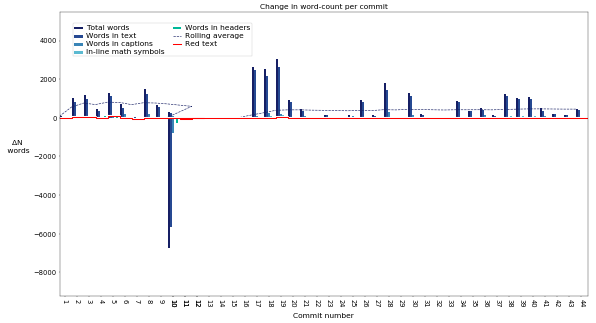 Change in word-count per commit
Total words
Words in text
Words in captions
in-line math symbols
Words in headers
Rolling average
Red text
4000
2000
0
−2000
−4000
−6000
−8000
ΔN
words
1 2 3 4 5 6 7 8 9 10 11 12 13 14 15 16 17 18 19 20 21 22 23 24 25 26 27 28 30 30 31 32 33 34 35 36 37 38 39 40 41 42 43 44
Commit number